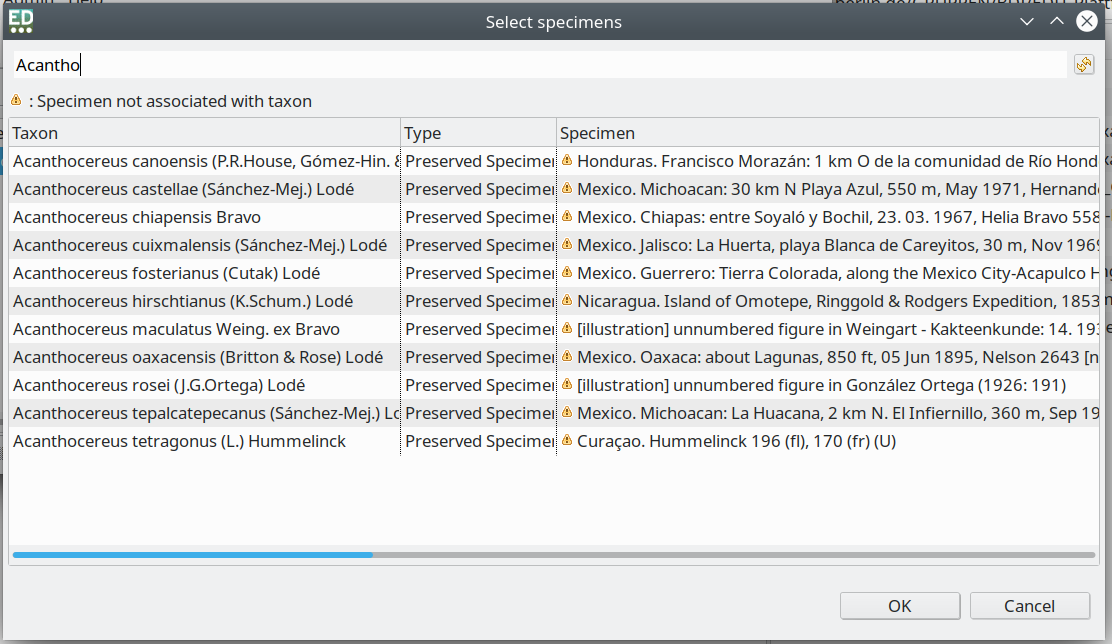 ED
Select specimens
Acantho
: Specimen not associated with taxon
Taxon Type Specimen
Acanthocereus canoensis (P.R.House, Gómez-Hin. & Preserved Specimen Honduras. Francisco Morazán: 1 km O de la comunidad de Río Hond
Acanthocereus castellae (Sánchez-Mej.) Lodé Preserved Specimen Mexico. Michoacan: 30 km N Playa Azul, 550 m, May 1971, Hernand
Acanthocereus chiapensis Bravo Preserved Specimen Mexico. Chiapas: entre Soyaló y Bochil, 23. 03. 1967, Helia Bravo 558
Acanthocereus cuixmalensis (Sánchez-Mej.) Lodé Preserved Specimen Mexico. Jalisco: La Huerta, playa Blanca de Careyitos, 30 m, Nov 1969
Acanthocereus fosterianus (Cutak) Lodé Preserved Specimen Mexico. Guerrero: Tierra Colorada, along the Mexico City-Acapulco H
Acanthocereus hirschtianus (K.Schum.) Lodé Preserved Specimen Nicaragua. Island of Omotepe, Ringgold & Rodgers Expedition, 1853
Acanthocereus maculatus Weing. ex Bravo Preserved Specimen [illustration] unnumbered figure in Weingart - Kakteenkunde: 14. 193
Acanthocereus oaxacensis (Britton & Rose) Lodé Preserved Specimen Mexico. Oaxaca: about Lagunas, 850 ft, 05 Jun 1895, Nelson 2643 [n
Acanthocereus rosei (J.G.Ortega) Lodé Preserved Specimen [illustration] unnumbered figure in González Ortega (1926: 191)
Acanthocereus tepalcatepecanus (Sánchez-Mej.) Lo Preserved Specimen Mexico. Michoacan: La Huacana, 2 km N. El Infiernillo, 360 m, Sep 19
Acanthocereus tetragonus (L.) Hummelinck Preserved Specimen Curaçao. Hummelinck 196 (fl), 170 (fr) (U)
OK Cancel